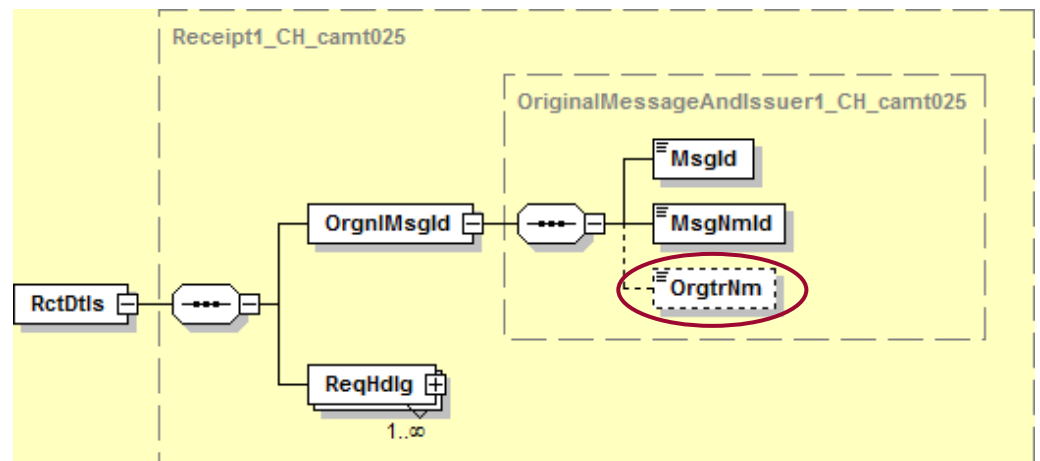 Receipt1_CH_camt025
OriginalMessageAndIssuer1_CH_camt025
MsgId
OrgnlMsgId
MsgNmId
OrgtrNm
RctDtls
ReqHdlg
1..∞